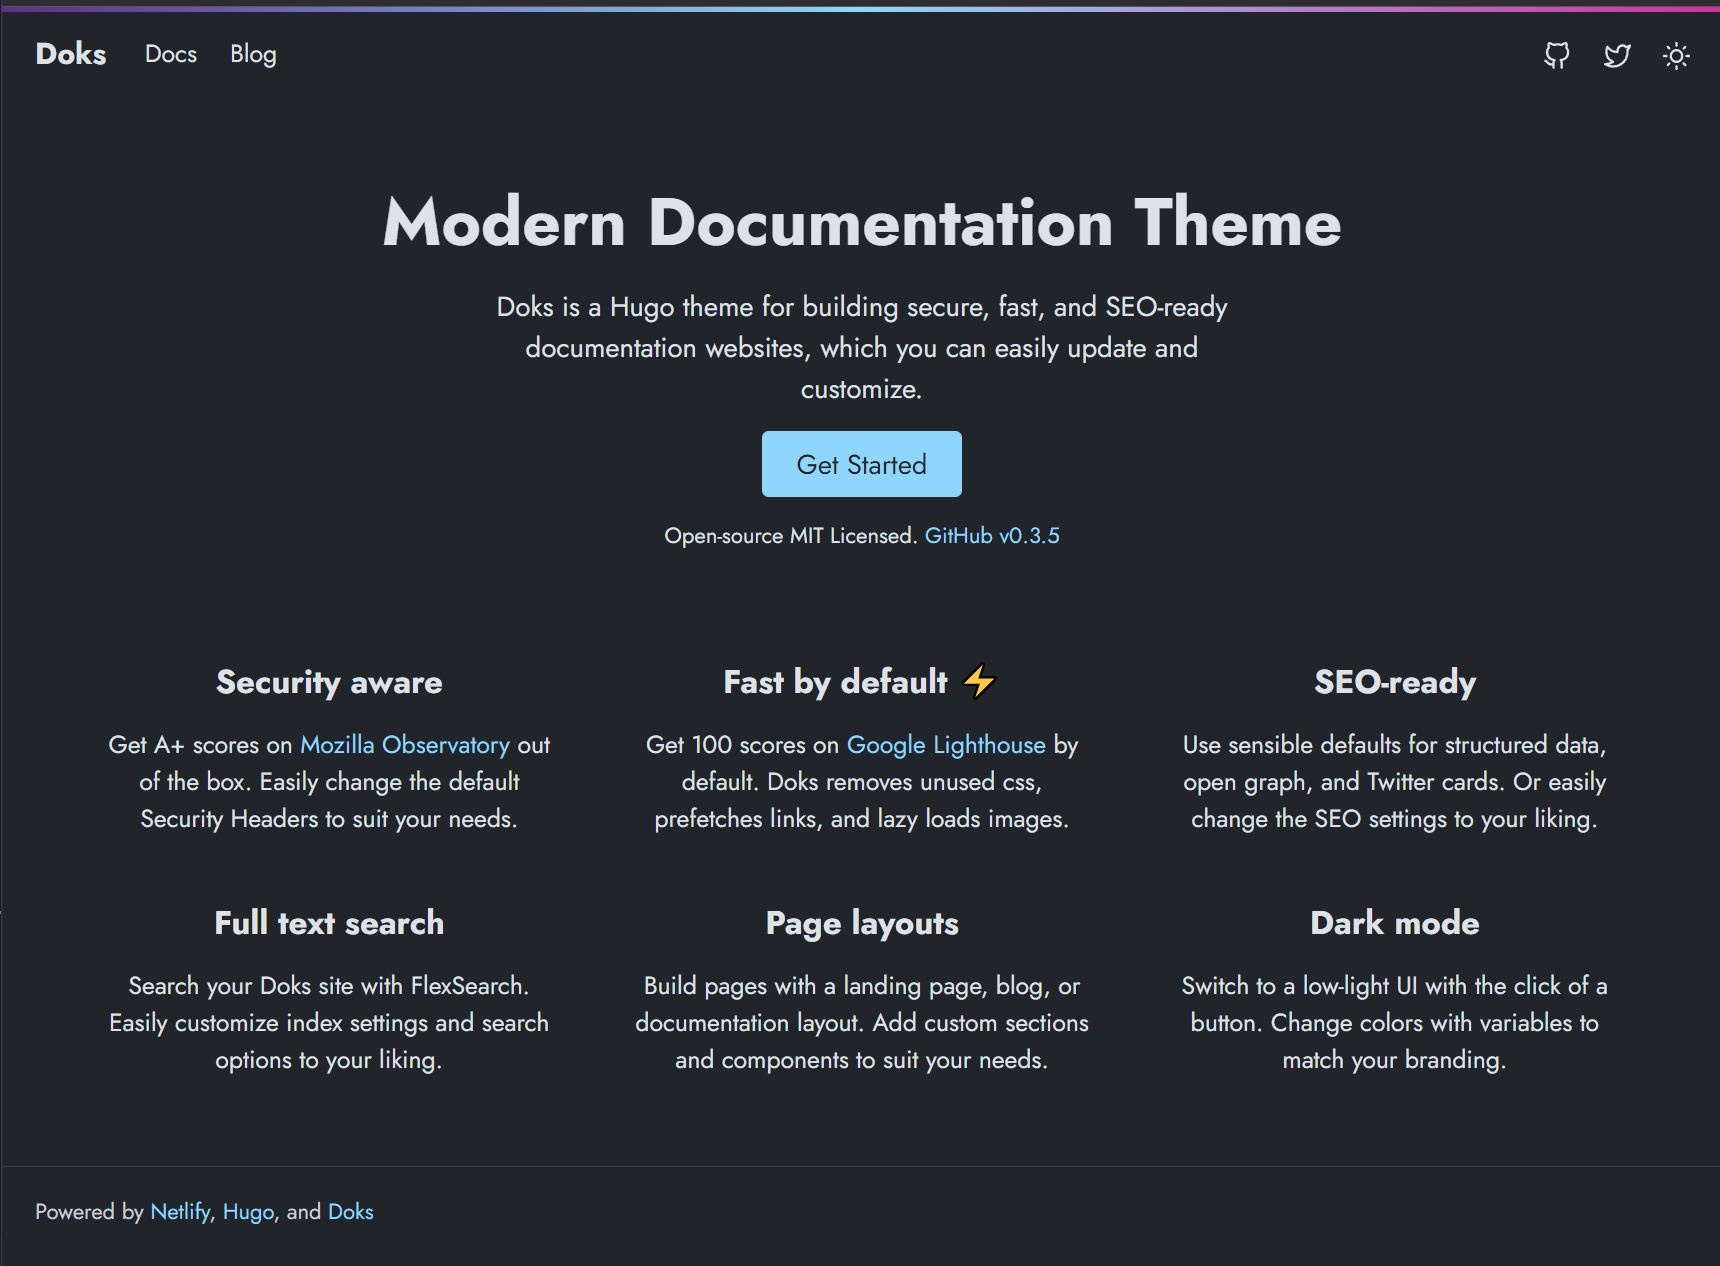 Doks Docs Blog
Modern Documentation Theme
Doks is a Hugo theme for building secure, fast, and SEO-ready
documentation websites, which you can easily update and
customize.
Get Started
Open-source MIT Licensed. GitHub v0.3.5
Security aware
Get A+ scores on Mozilla Observatory out
of the box. Easily change the default
Security Headers to suit your needs.
Fast by default ⚡
Get 100 scores on Google Lighthouse by
default. Doks removes unused css,
prefetches links, and lazy loads images.
SEO-ready
Use sensible defaults for structured data,
open graph, and Twitter cards. Or easily
change the SEO settings to your liking.
Full text search
Search your Doks site with FlexSearch.
Easily customize index settings and search
options to your liking.
Page layouts
Build pages with a landing page, blog, or
documentation layout. Add custom sections
and components to suit your needs.
Dark mode
Switch to a low-light UI with the click of a
button. Change colors with variables to
match your branding.
Powered by Netlify, Hugo, and Doks